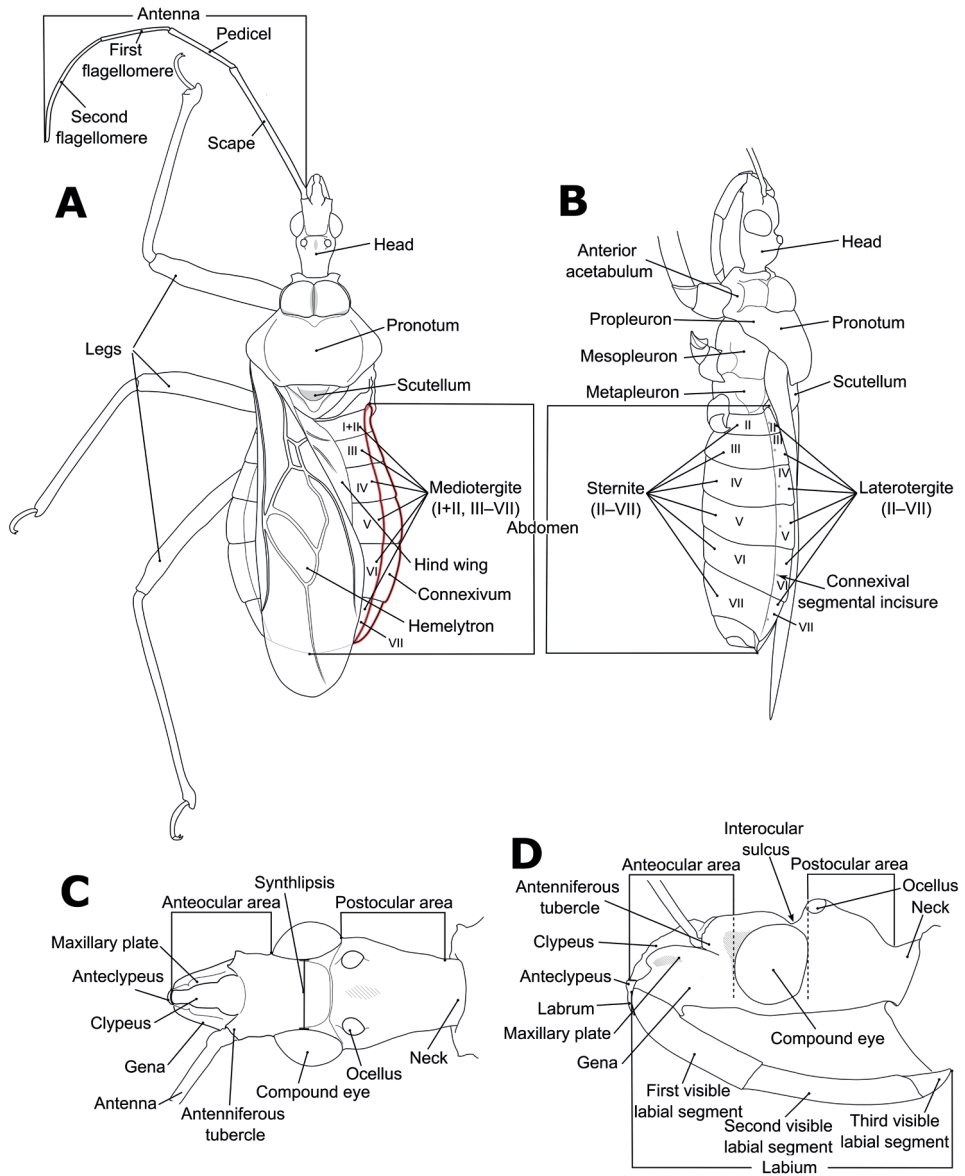 Antenna
First
flagellomere
Pedicel
Second
flagellomere
Scape
A
Head
Pronotum
Legs
Scutellum
I+II
III
IV
V
VI
VII
Mediotergite
(I+II, III–VII)
Hind wing
Connexivum
Hemelytron
Abdomen
B
Anterior
acetabulum
Head
Propleuron
Pronotum
Mesopleuron
Metapleuron
Scutellum
II
III
IV
V
VI
VII
II
III
IV
V
VI
VII
Sternite
(II–VII)
Laterotergite
(II–VII)
Connexival
segmental incisure
C
Synthlipsis
Anteocular area
Postocular area
Maxillary plate
Anteclypeus
Clypeus
Gena
Antenna
Antenniferous
tubercle
Compound eye
Ocellus
Neck
D
Interocular
sulcus
Anteocular area
Postocular area
Antenniferous
tubercle
Ocellus
Neck
Clypeus
Anteclypeus
Labrum
Maxillary plate
Gena
Compound eye
First visible
labial segment
Second visible
labial segment
Third visible
labial segment
Labium